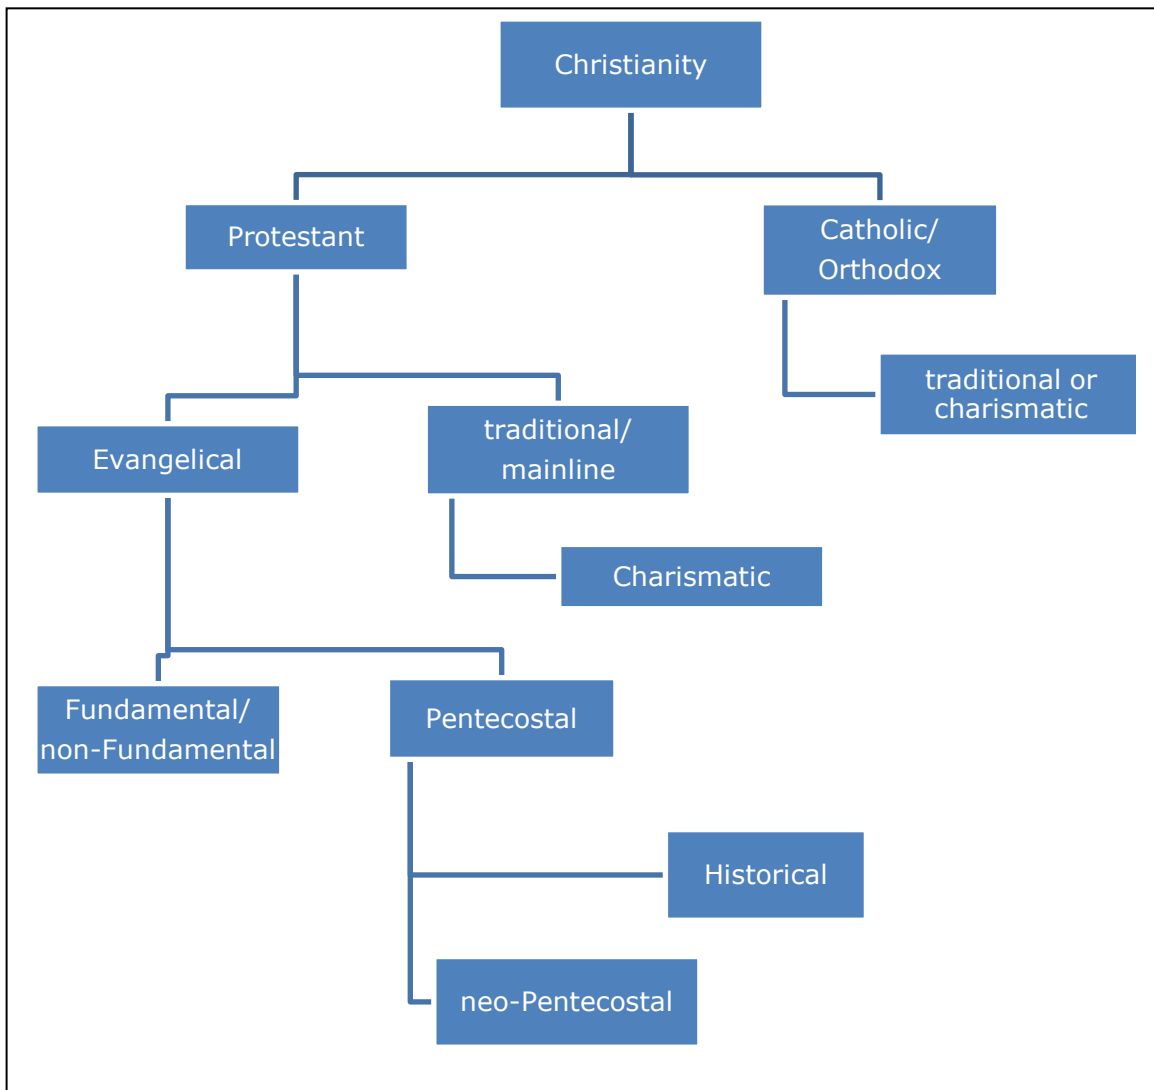 Christianity
Protestant
Catholic/
Orthodox
traditional or
charismatic
Evangelical
traditional/
mainline
Charismatic
Fundamental/
non-Fundamental
Pentecostal
Historical
neo-Pentecostal